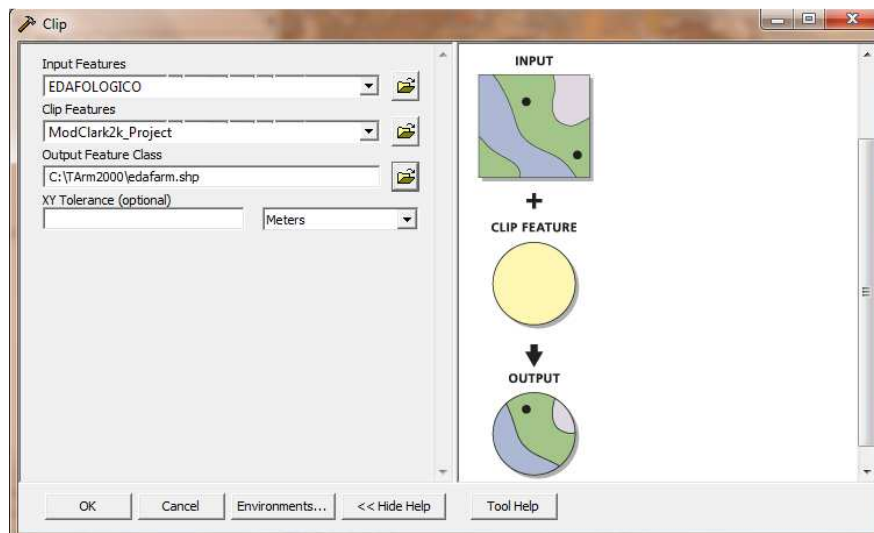 Clip
Input Features
EDAFOLOGICO
Clip Features
ModClark2k_Project
Output Feature Class
C:\TArm2000\edafarm.shp
XY Tolerance (optional)
Meters
INPUT
CLIP FEATURE
OUTPUT
OK
Cancel
Environments...
<< Hide Help
Tool Help